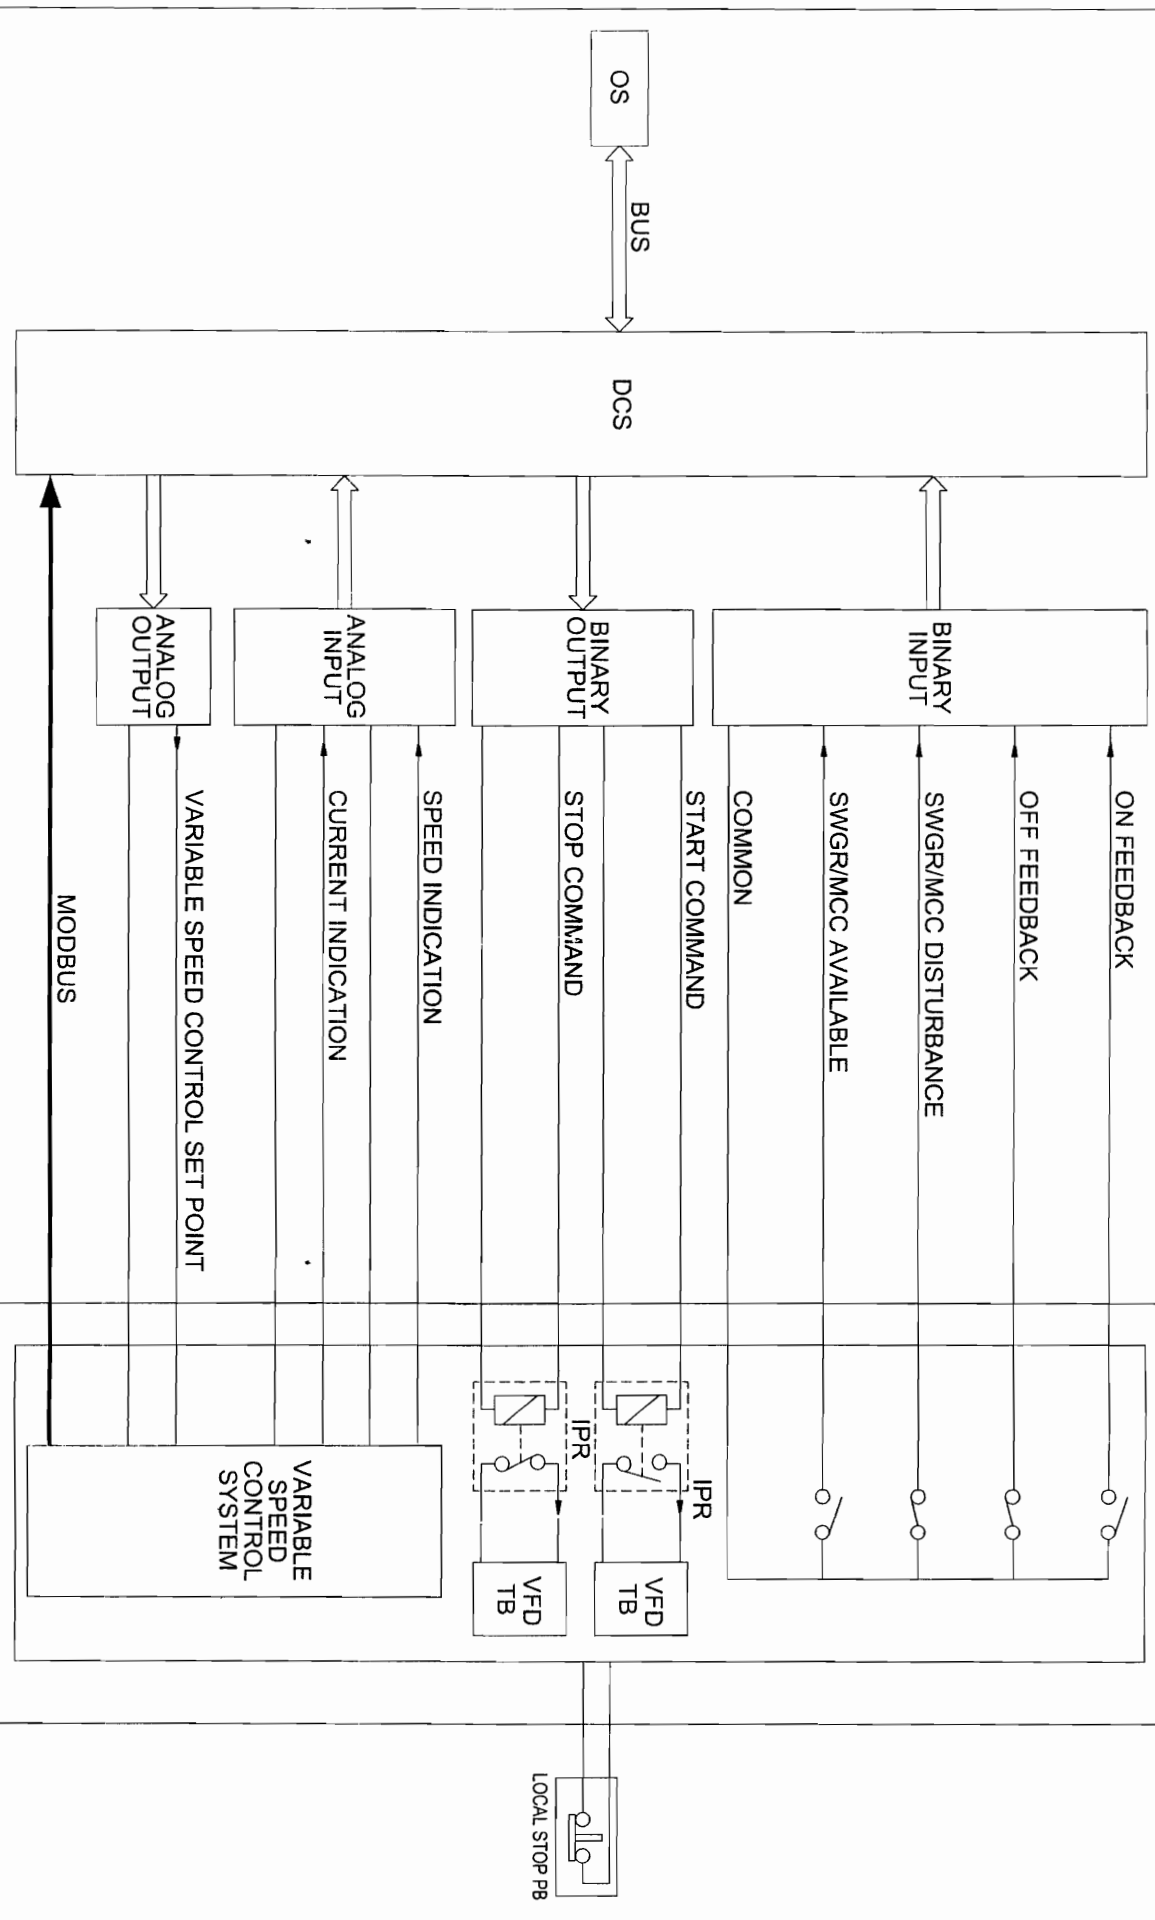 OS
BUS
DCS
BINARY
INPUT
BINARY
OUTPUT
ANALOG
INPUT
ANALOG
OUTPUT
ON FEEDBACK
OFF FEEDBACK
SWGR/MCC DISTURBANCE
SWGR/MCC AVAILABLE
COMMON
START COMMAND
STOP COMMAND
SPEED INDICATION
CURRENT INDICATION
VARIABLE SPEED CONTROL SET POINT
MODBUS
IPR
IPR
VFD
TB
VFD
TB
VARIABLE
SPEED
CONTROL
SYSTEM
LOCAL STOP PB